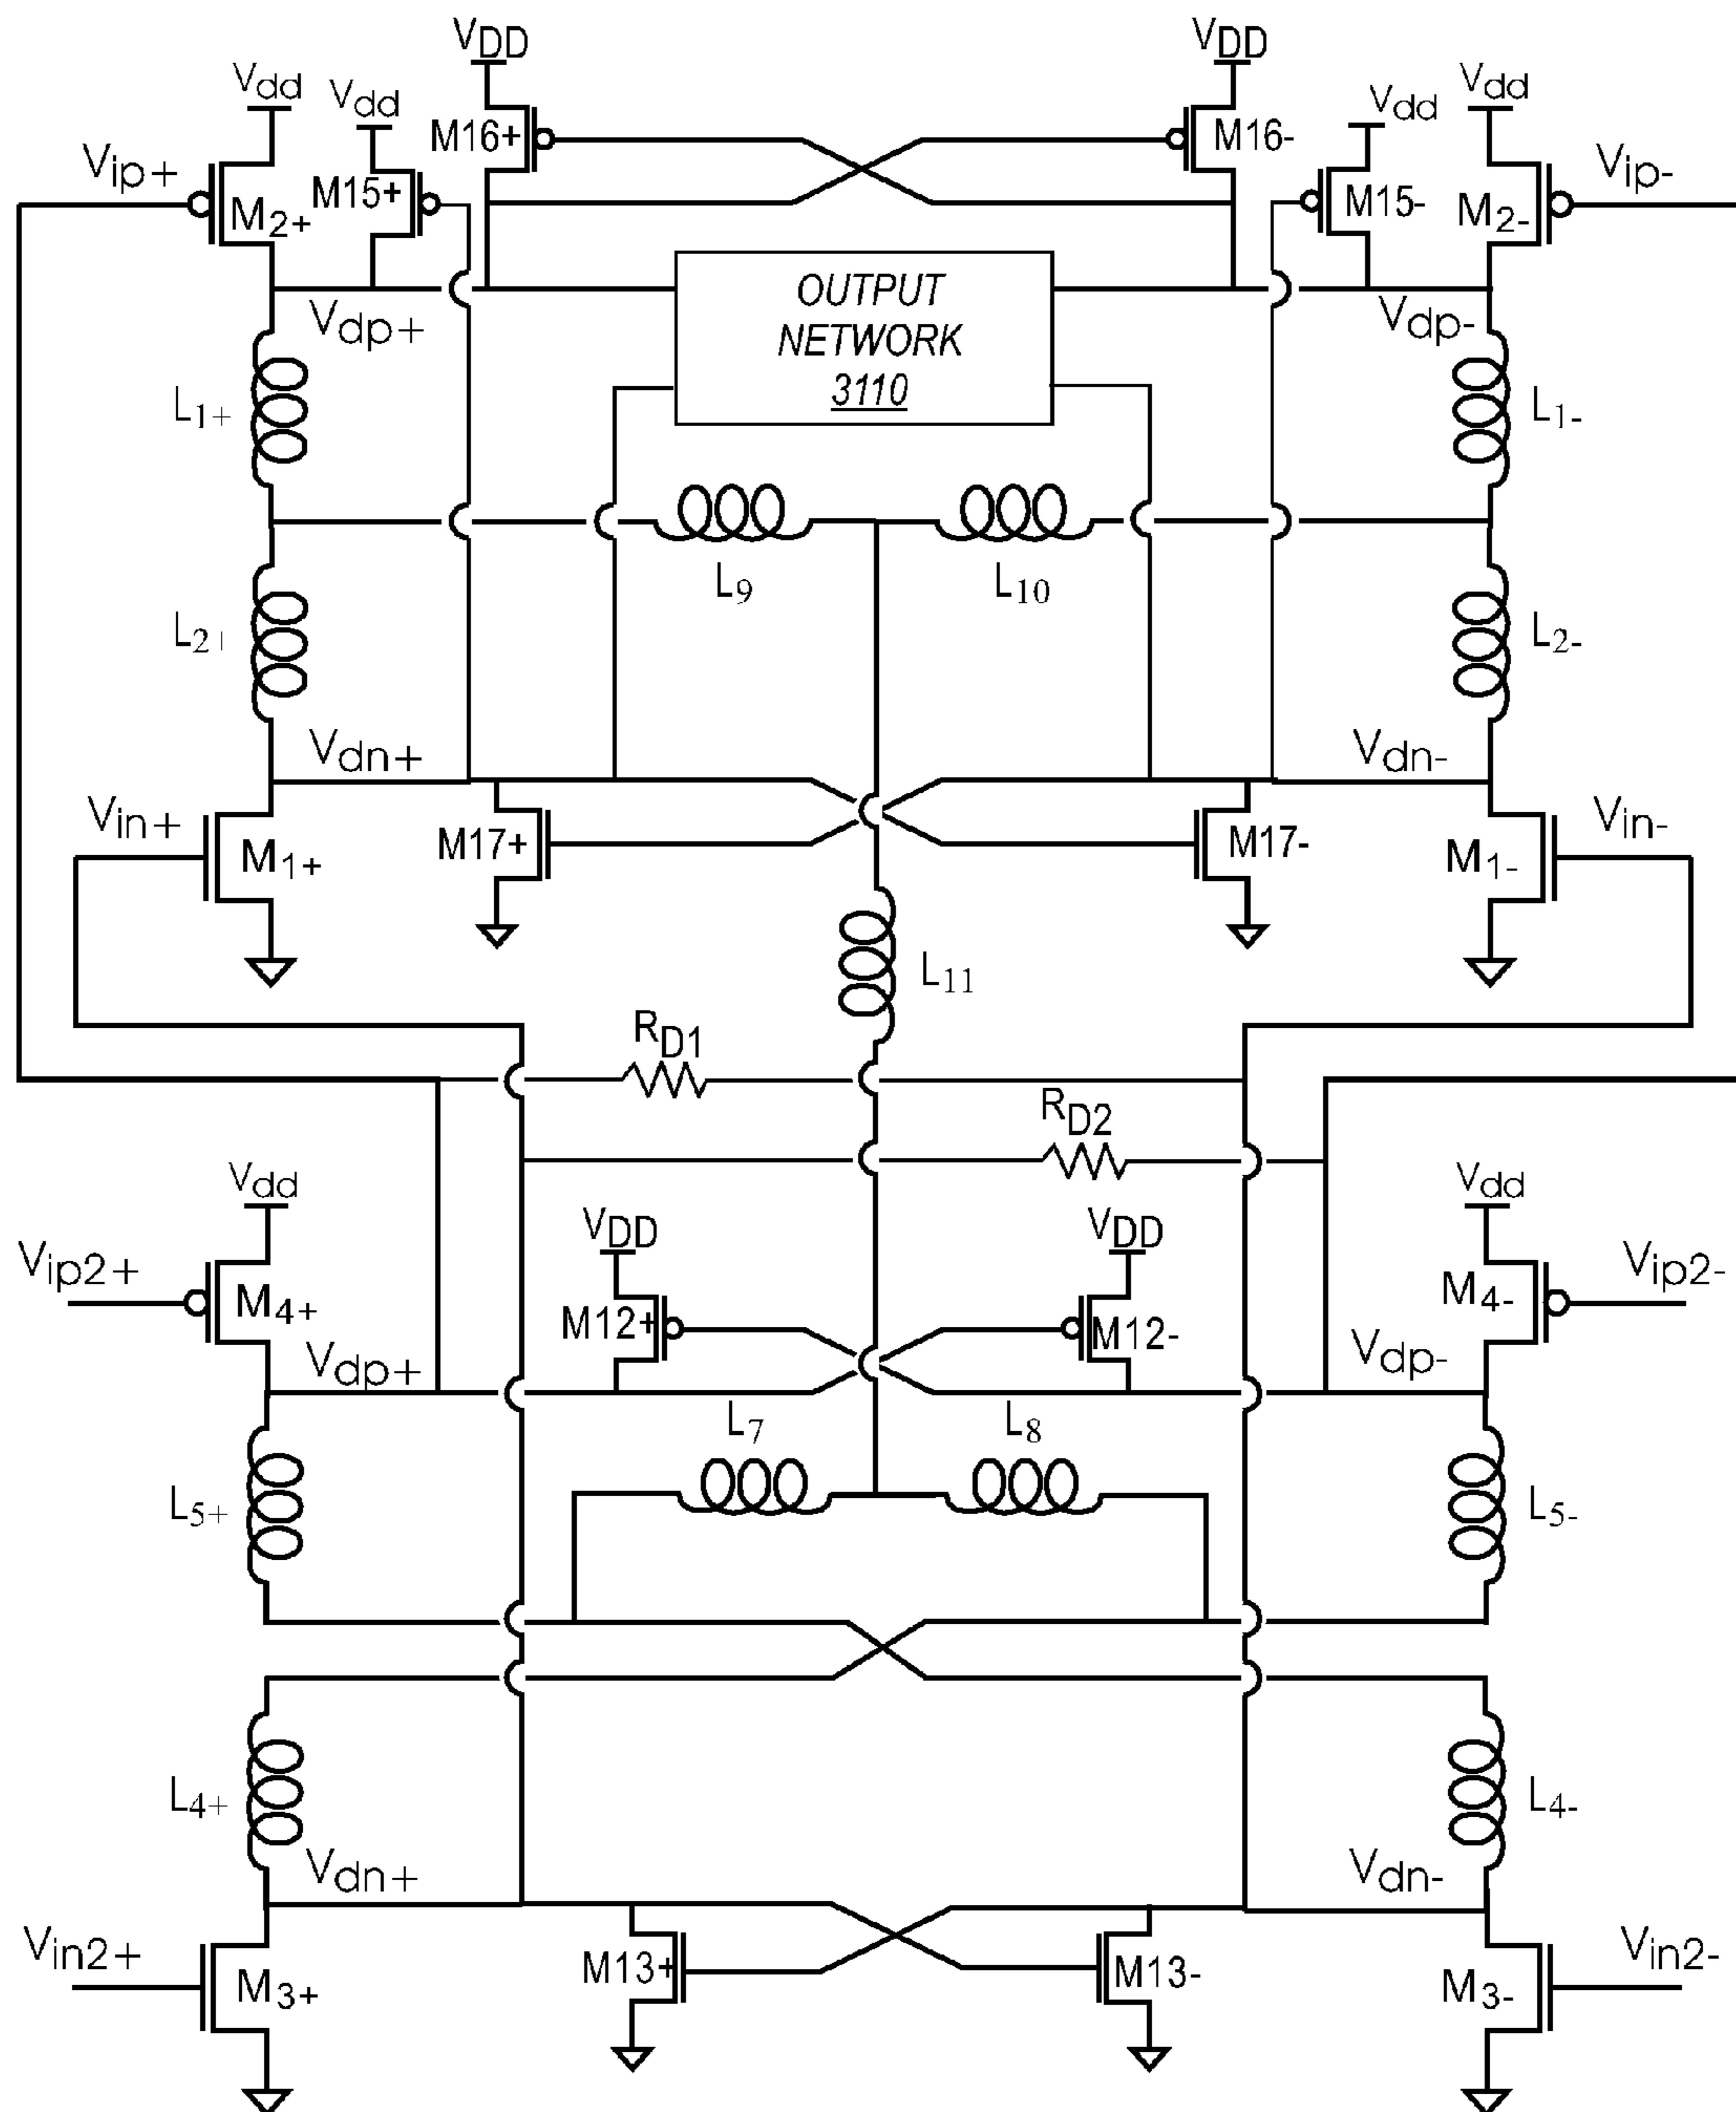 VDD VDD
Vdd Vdd Vdd Vdd
M16+ M16-
Vip+ Vip-
M2+ M15+ M15- M2-
OUTPUT
NETWORK
3110
Vdp+ Vdp-
L1+ L1-
L9 L10
L2+ L2-
Vdn+ Vdn-
Vin+ Vin-
M1+ M17+ M17- M1-
L11
RD1
RD2
Vdd Vdd
VDD VDD
Vip2+ Vip2-
M4+ M12+ M12- M4-
Vdp+ Vdp-
L7 L8
L5+ L5-
L4+ L4-
Vdn+ Vdn-
Vin2+ Vin2-
M3+ M13+ M13- M3-